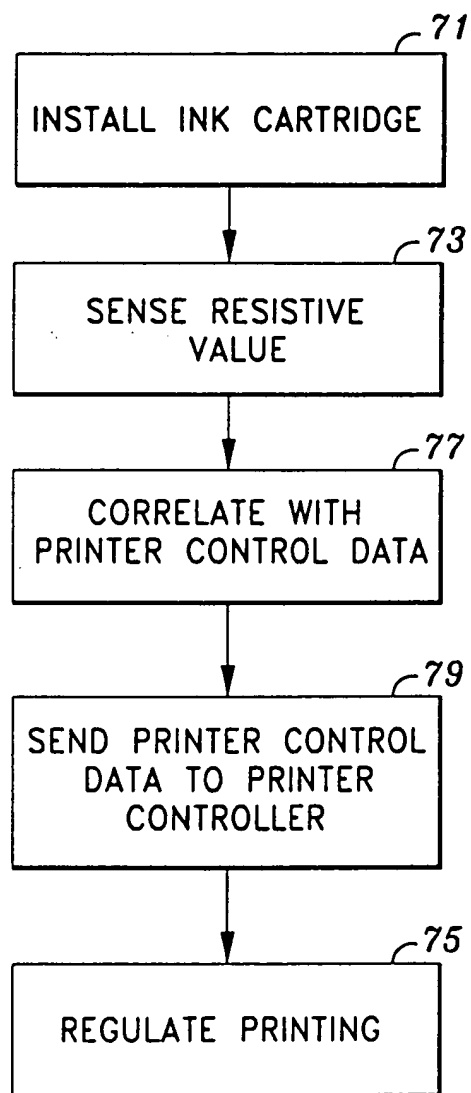 71
INSTALL INK CARTRIDGE
73
SENSE RESISTIVE
VALUE
77
CORRELATE WITH
PRINTER CONTROL DATA
79
SEND PRINTER CONTROL
DATA TO PRINTER
CONTROLLER
75
REGULATE PRINTING